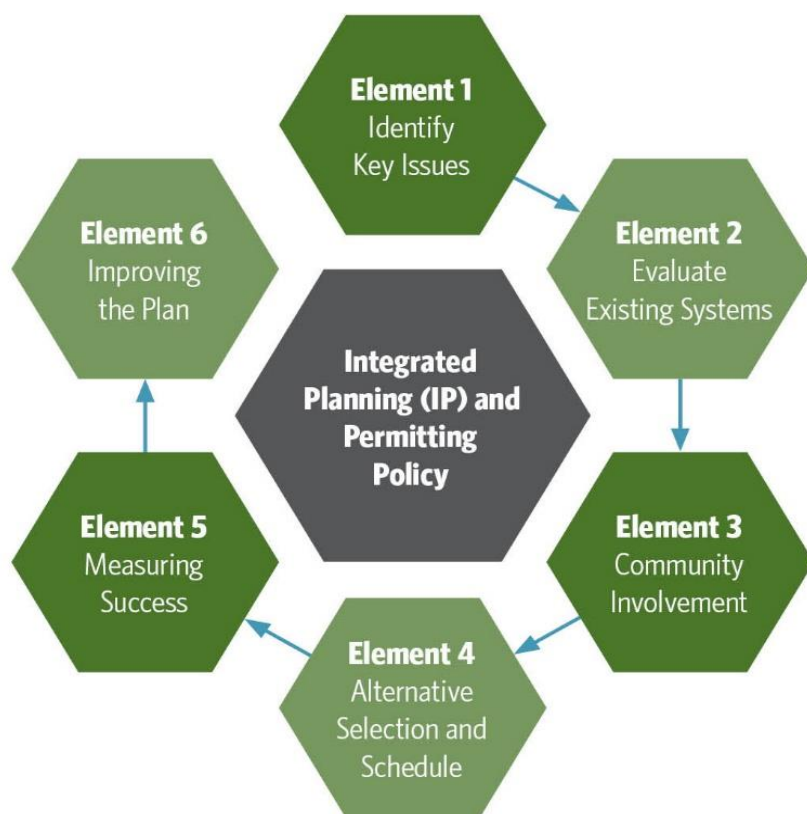 Element 1
Identify
Key Issues
Element 2
Evaluate
Existing Systems
Element 3
Community
Involvement
Element 4
Alternative
Selection and
Schedule
Element 5
Measuring
Success
Element 6
Improving
the Plan
Integrated
Planning (IP) and
Permitting
Policy